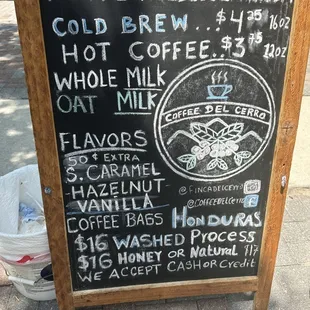 COLD BREW...$4.25 16oz
HOT COFFEE...$3.75 12oz
WHOLE MILK
OAT MILK
COFFEE DEL CERRO
FLAVORS
50¢ EXTRA
S. CARAMEL
-HAZELNUT-
VANILLA
COFFEE BAGS HONDURAS
$16 WASHED Process
$16 HONEY OR Natural $17
WE ACCEPT CASH OR Credit